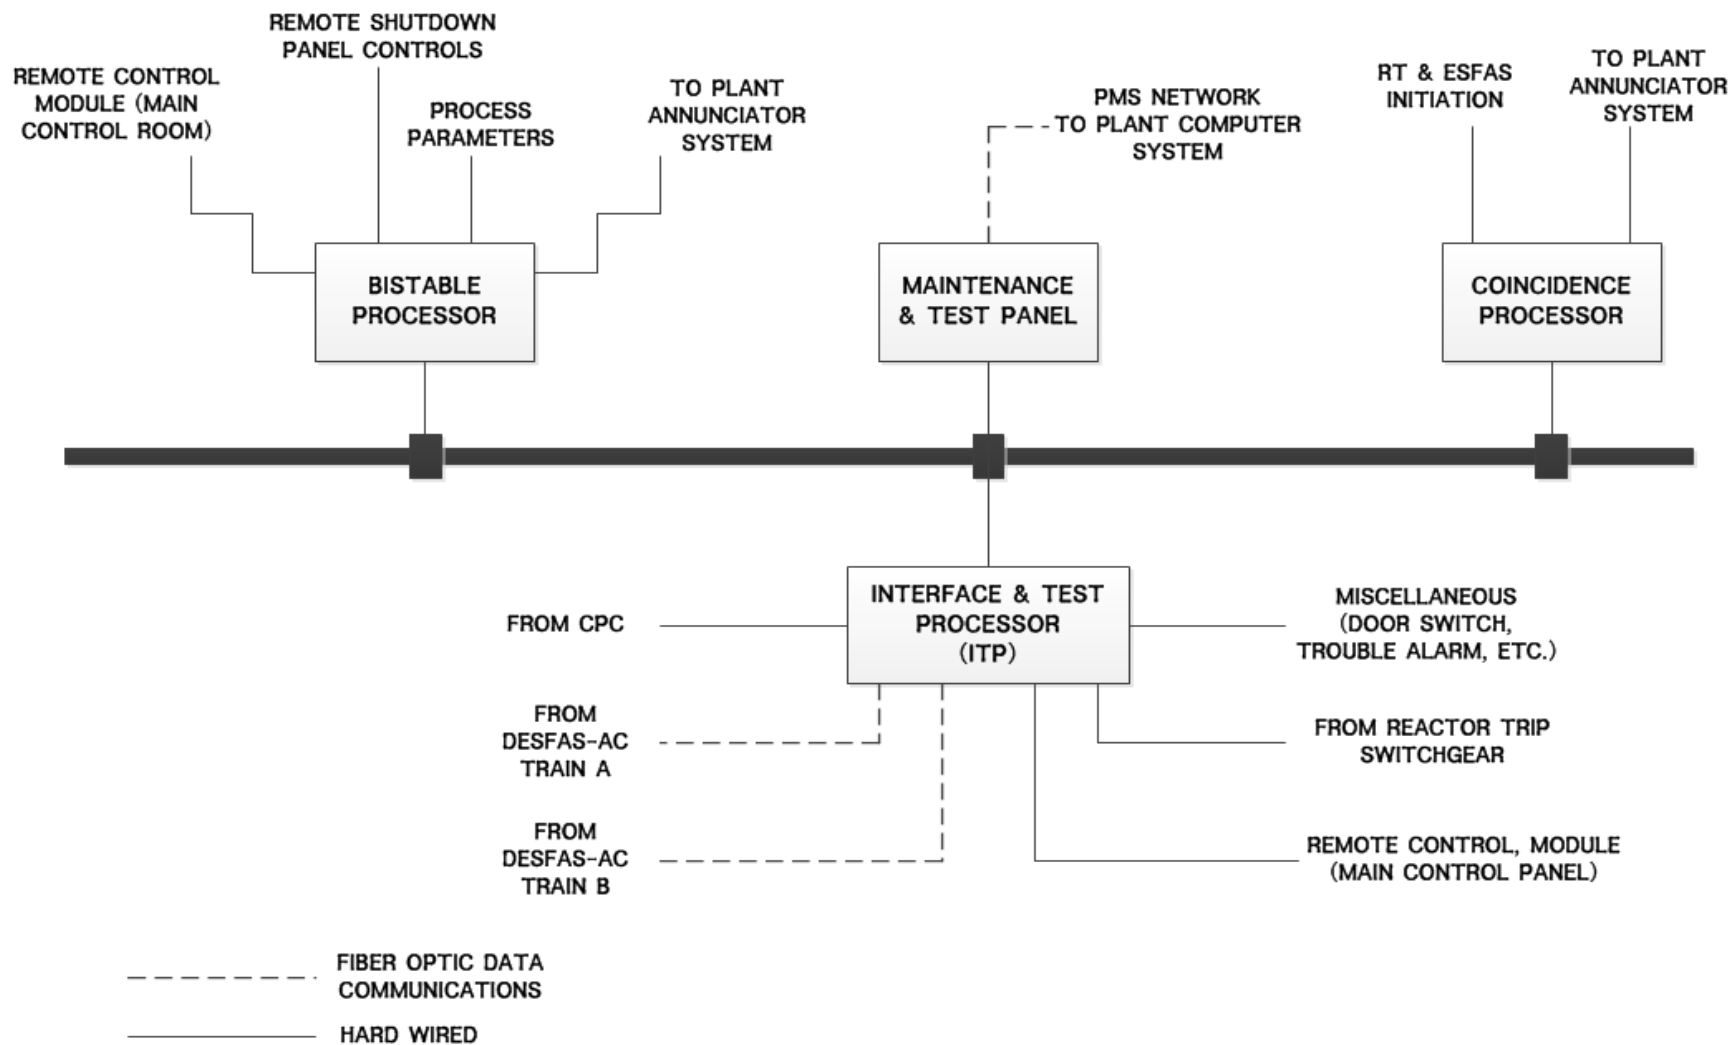 REMOTE SHUTDOWN
PANEL CONTROLS
REMOTE CONTROL
MODULE (MAIN
CONTROL ROOM)
PROCESS
PARAMETERS
TO PLANT
ANNUNCIATOR
SYSTEM
PMS NETWORK
TO PLANT COMPUTER
SYSTEM
RT & ESFAS
INITIATION
TO PLANT
ANNUNCIATOR
SYSTEM
BISTABLE
PROCESSOR
MAINTENANCE
& TEST PANEL
COINCIDENCE
PROCESSOR
INTERFACE & TEST
PROCESSOR
(ITP)
FROM CPC
MISCELLANEOUS
(DOOR SWITCH,
TROUBLE ALARM, ETC.)
FROM
DESFAS-AC
TRAIN A
FROM REACTOR TRIP
SWITCHGEAR
FROM
DESFAS-AC
TRAIN B
REMOTE CONTROL, MODULE
(MAIN CONTROL PANEL)
FIBER OPTIC DATA
COMMUNICATIONS
HARD WIRED